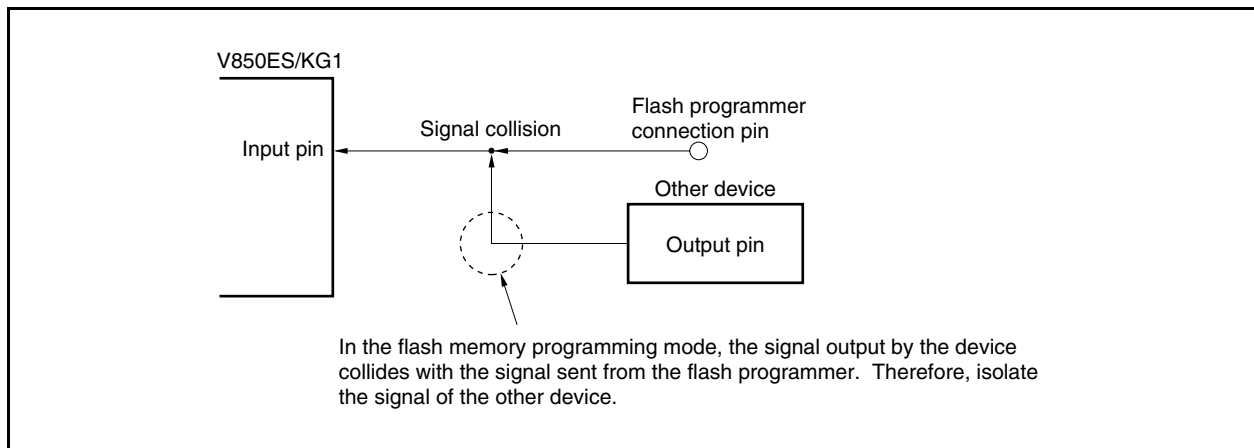 V850ES/KG1
Flash programmer
connection pin
Signal collision
Input pin
Other device
Output pin
In the flash memory programming mode, the signal output by the device
collides with the signal sent from the flash programmer.  Therefore, isolate
the signal of the other device.